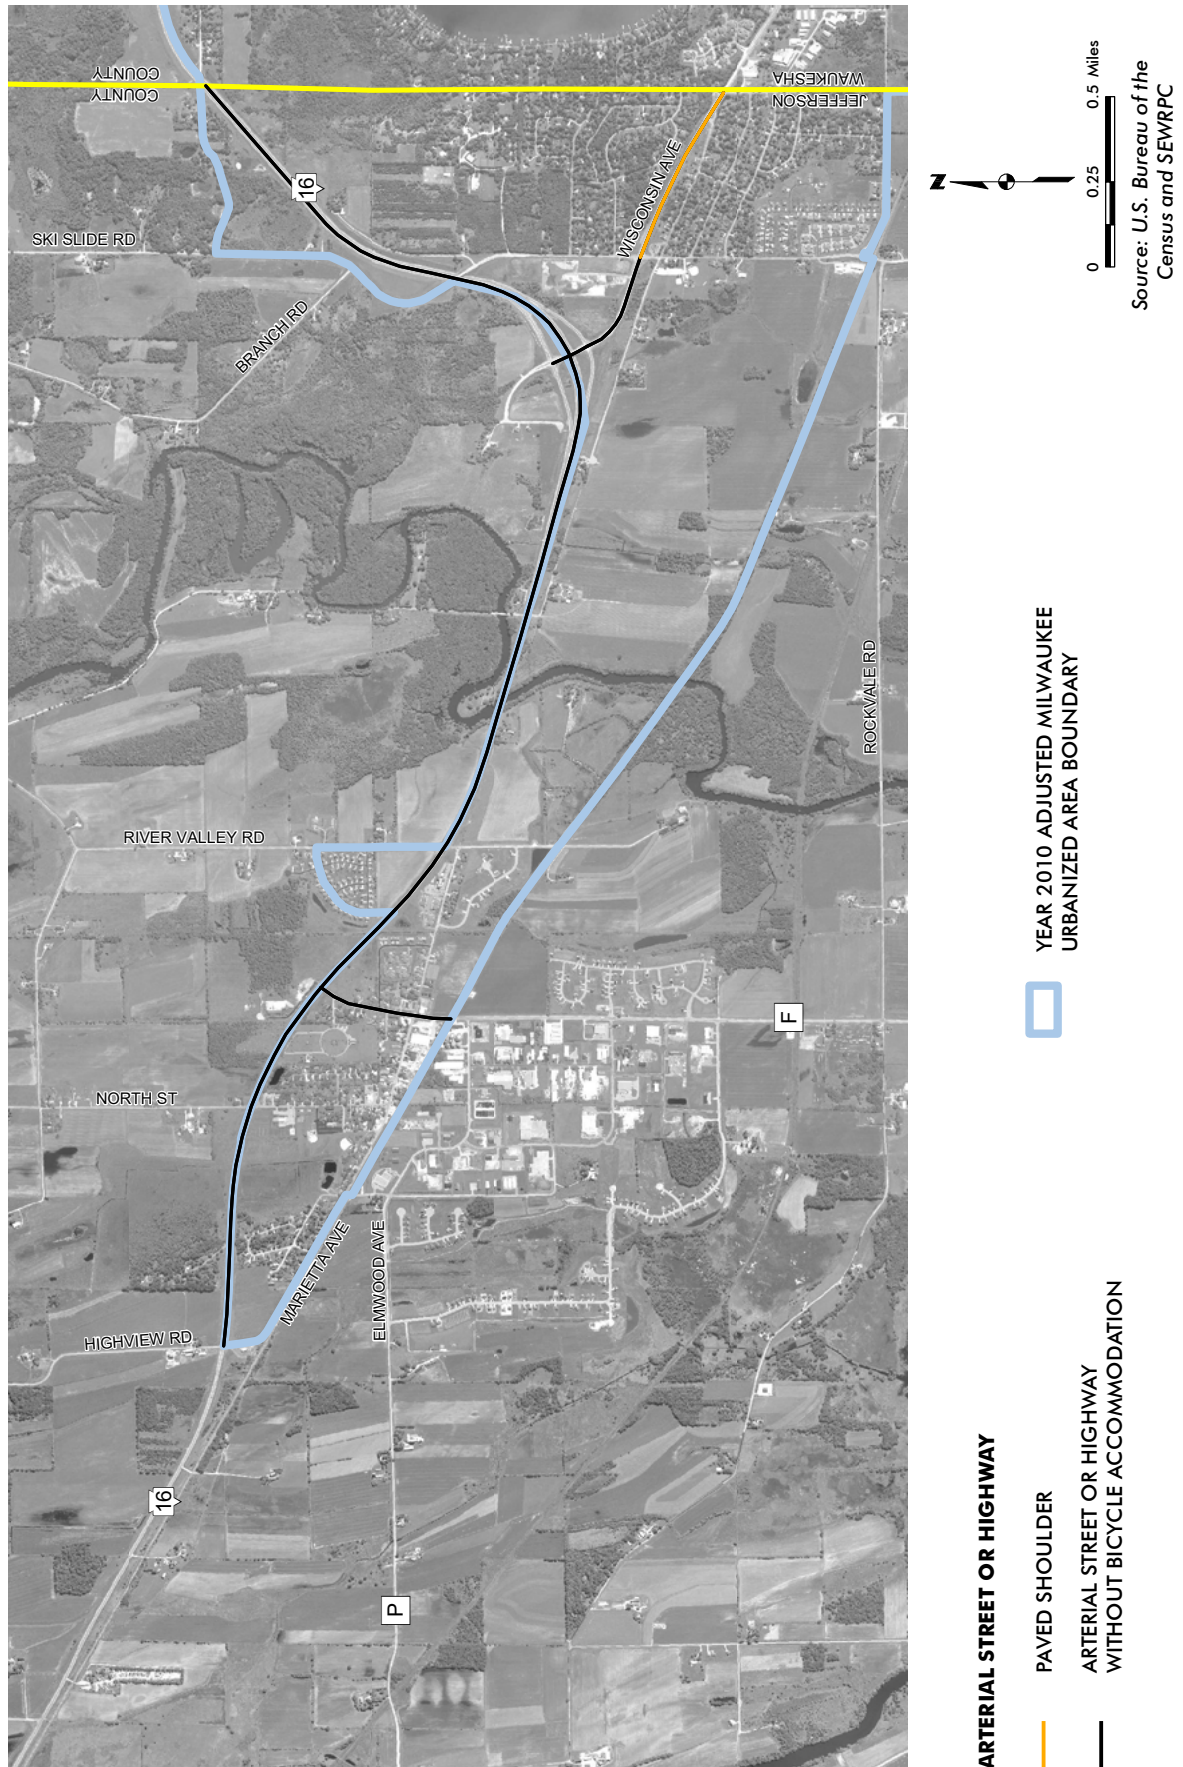 COUNTY
COUNTY
WAUKESHA
JEFFERSON
16
SKI SLIDE RD
BRANCH RD
WISCONSIN AVE
RIVER VALLEY RD
ROCKVALE RD
NORTH ST
F
HIGHVIEW RD
MARIETTA AVE
ELMWOOD AVE
16
P
ARTERIAL STREET OR HIGHWAY
PAVED SHOULDER
ARTERIAL STREET OR HIGHWAY
WITHOUT BICYCLE ACCOMMODATION
YEAR 2010 ADJUSTED MILWAUKEE
URBANIZED AREA BOUNDARY
N
0 0.25 0.5 Miles
Source: U.S. Bureau of the
Census and SEWRPC